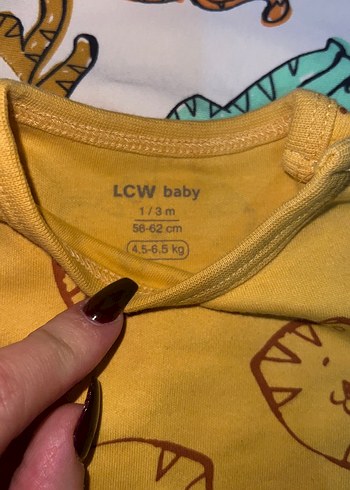 LCW baby
1 / 3 m
56-62 cm
4,5-6,5 kg